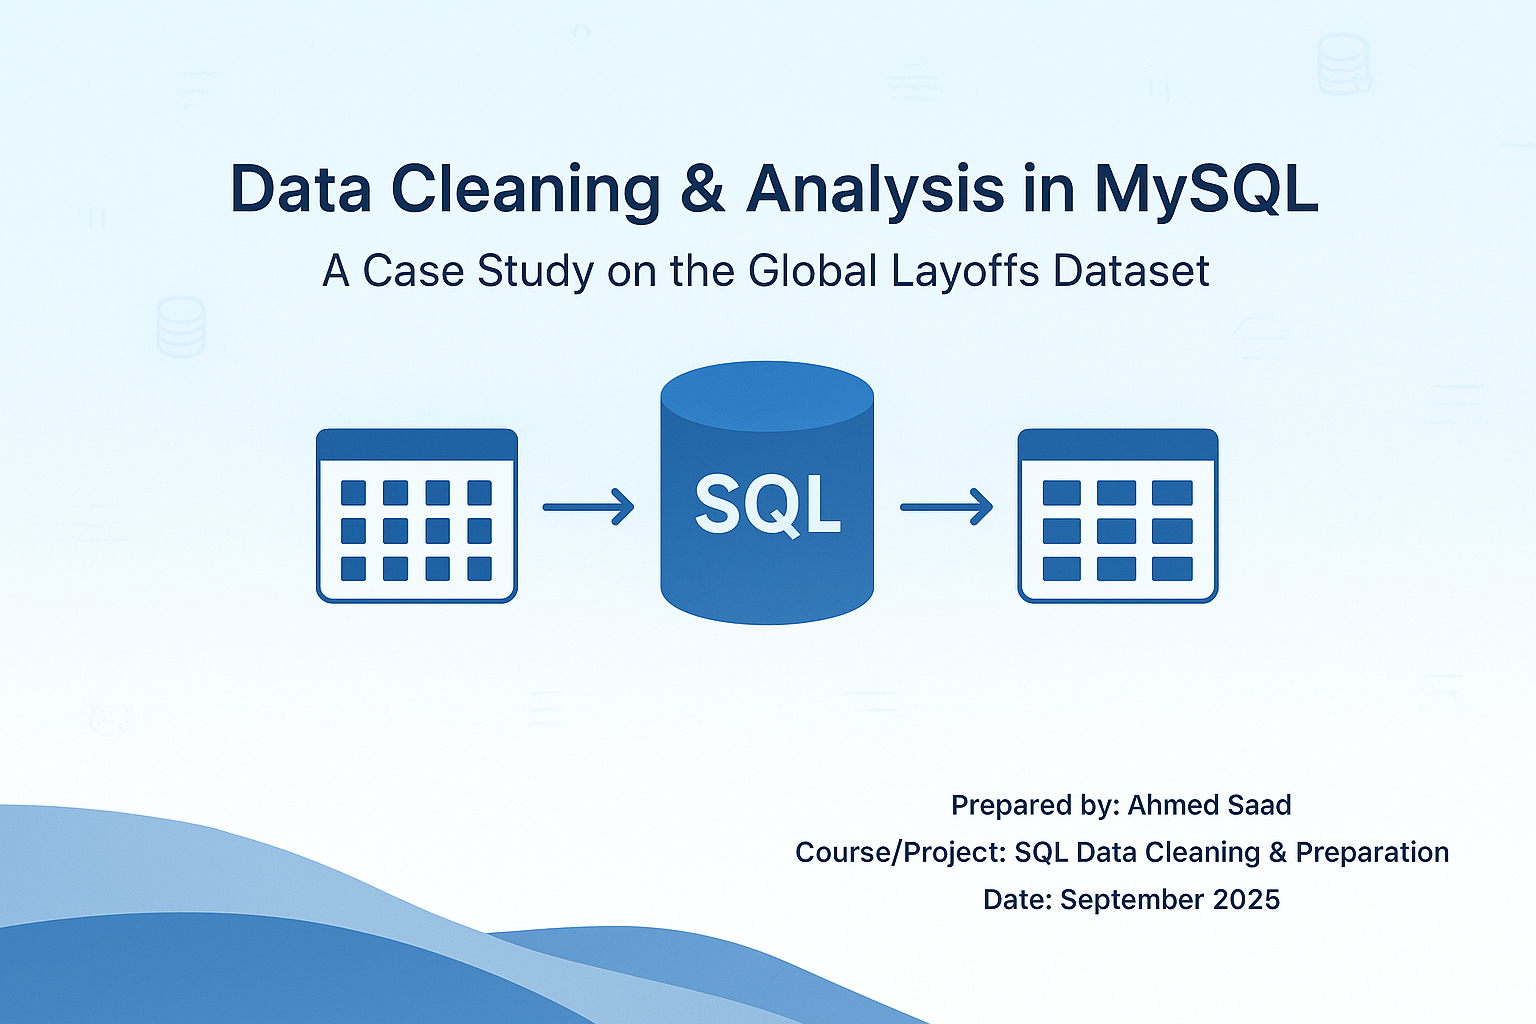 Data Cleaning & Analysis in MySQL
A Case Study on the Global Layoffs Dataset
SQL
Prepared by: Ahmed Saad
Course/Project: SQL Data Cleaning & Preparation
Date: September 2025